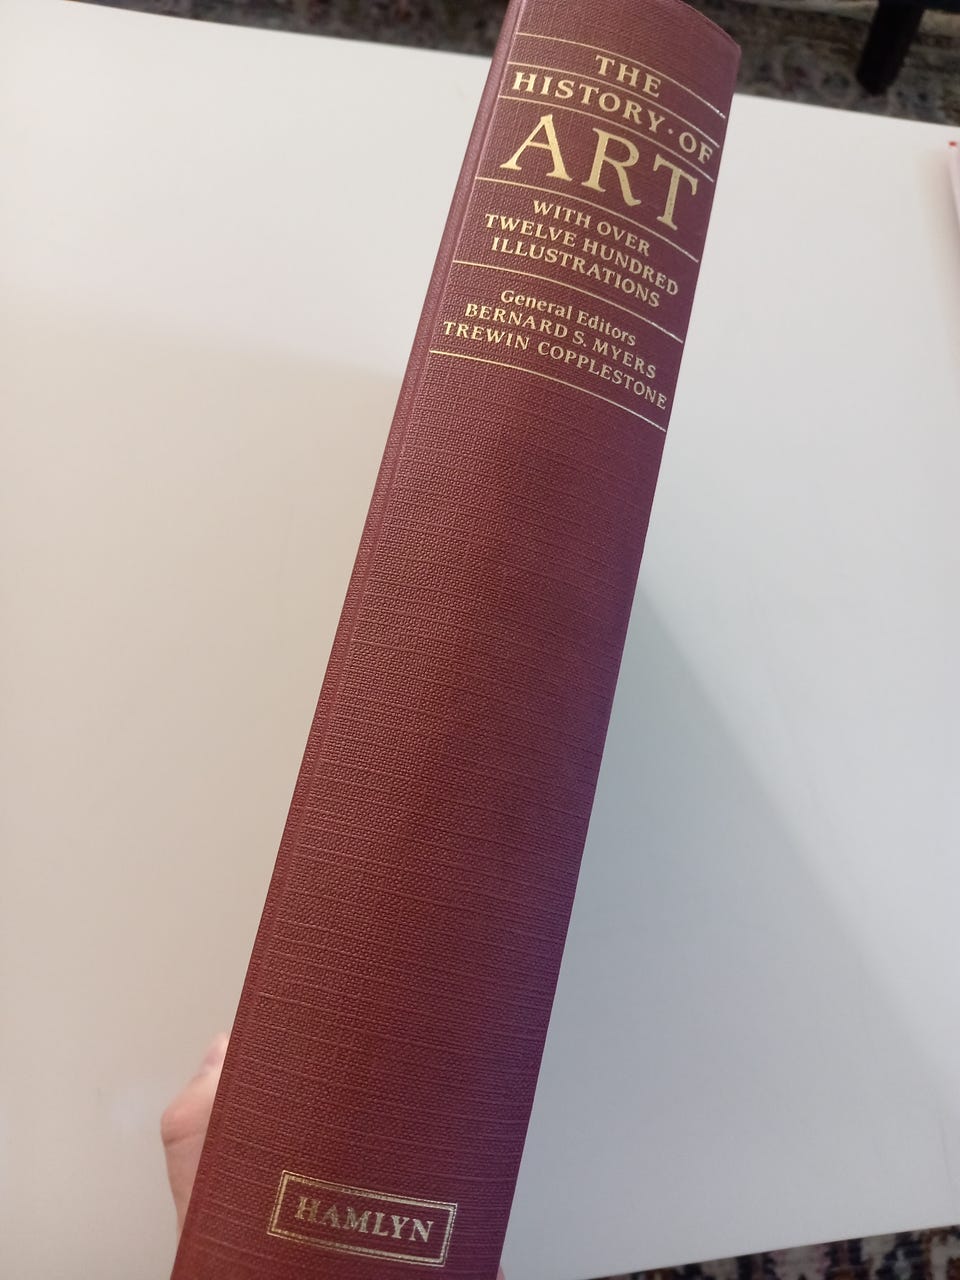 THE
HISTORY·OF
ART
WITH OVER
TWELVE HUNDRED
ILLUSTRATIONS
General Editors
BERNARD S. MYERS
TREWIN COPPLESTONE
HAMLYN